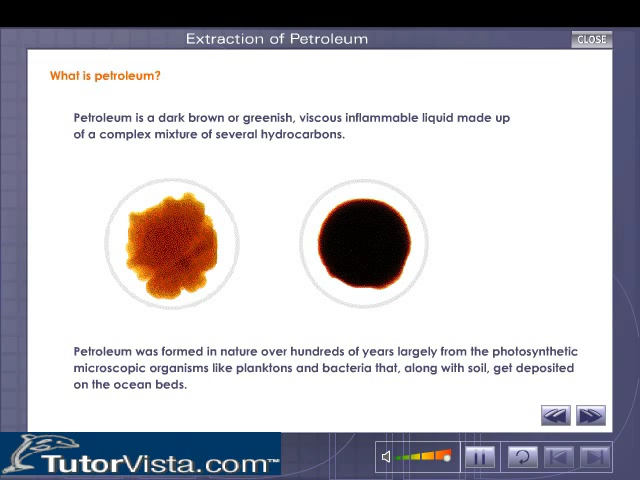 Extraction of Petroleum
CLOSE
What is petroleum?
Petroleum is a dark brown or greenish, viscous inflammable liquid made up
of a complex mixture of several hydrocarbons.
Petroleum was formed in nature over hundreds of years largely from the photosynthetic
microscopic organisms like planktons and bacteria that, along with soil, get deposited
on the ocean beds.
TutorVista.com™